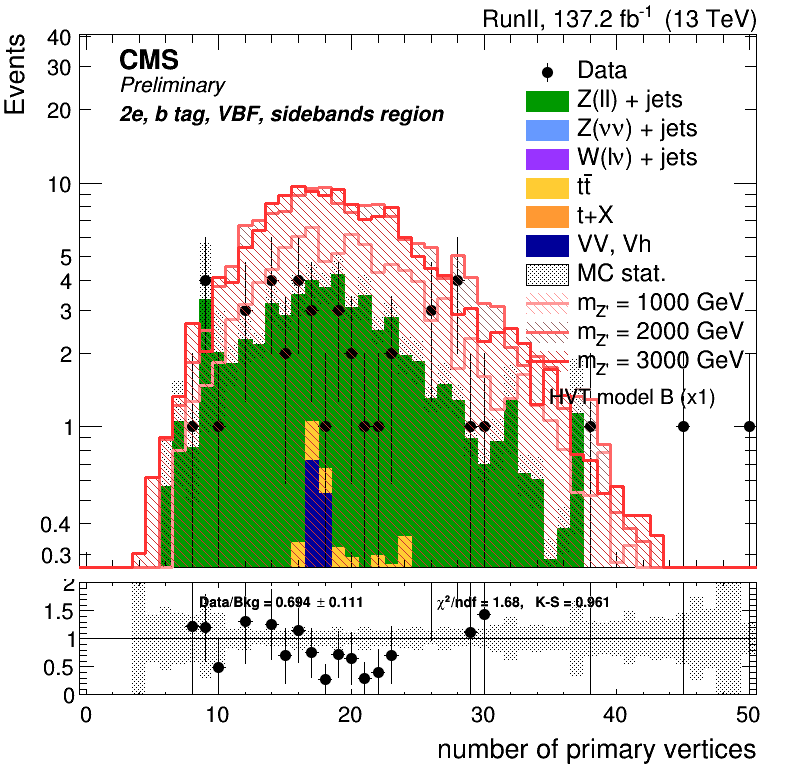 RunII, 137.2 fb⁻¹ (13 TeV)
CMS
Preliminary
2e, b tag, VBF, sidebands region
Events
40
30
20
10
5
4
3
2
1
0.4
0.3
Data
Z(ll) + jets
Z(νν) + jets
W(lν) + jets
tt̄
t+X
VV, Vh
MC stat.
m_Z' = 1000 GeV
m_Z' = 2000 GeV
m_Z' = 3000 GeV
HVT model B (x1)
2
1.5
1
0.5
0
Data/Bkg = 0.694 ± 0.111
χ²/ndf = 1.68, K-S = 0.961
0 10 20 30 40 50
number of primary vertices